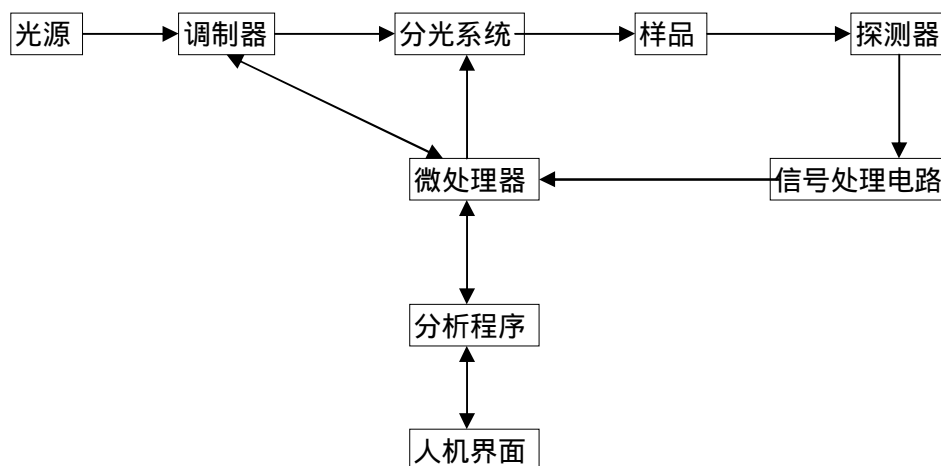 光源
调制器
分光系统
样品
探测器
微处理器
信号处理电路
分析程序
人机界面